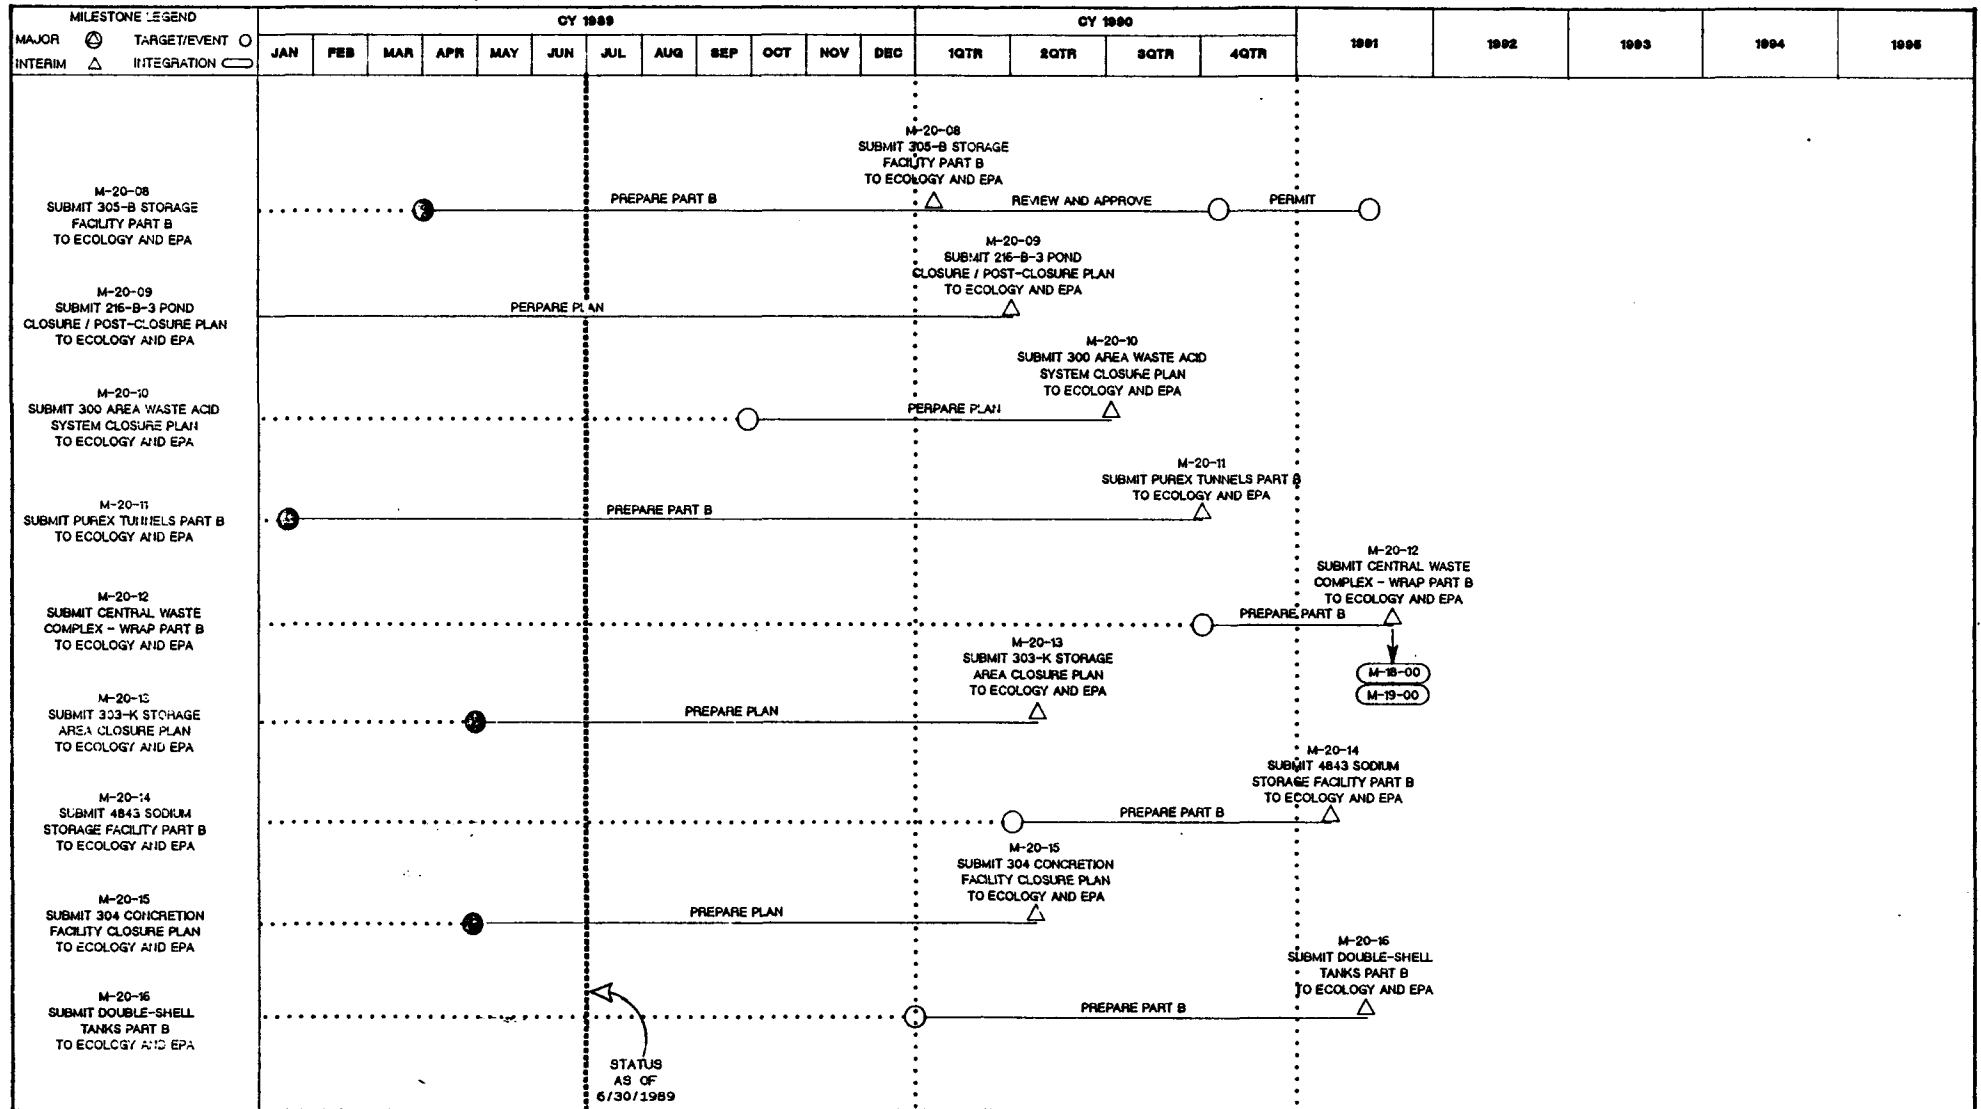 MILESTONE LEGEND
MAJOR TARGET/EVENT
INTERIM INTEGRATION
CY 1989
CY 1990
JAN FEB MAR APR MAY JUN JUL AUG SEP OCT NOV DEC 1QTR 2QTR 3QTR 4QTR 1991 1992 1993 1994 1995
M-20-08
SUBMIT 305-B STORAGE
FACILITY PART B
TO ECOLOGY AND EPA
PREPARE PART B
M-20-08
SUBMIT 305-B STORAGE
FACILITY PART B
TO ECOLOGY AND EPA
REVIEW AND APPROVE
PERMIT
M-20-09
SUBMIT 216-B-3 POND
CLOSURE / POST-CLOSURE PLAN
TO ECOLOGY AND EPA
PERPARE PLAN
M-20-09
SUBMIT 216-B-3 POND
CLOSURE / POST-CLOSURE PLAN
TO ECOLOGY AND EPA
M-20-10
SUBMIT 300 AREA WASTE ACID
SYSTEM CLOSURE PLAN
TO ECOLOGY AND EPA
PERPARE PLAN
M-20-10
SUBMIT 300 AREA WASTE ACID
SYSTEM CLOSURE PLAN
TO ECOLOGY AND EPA
M-20-11
SUBMIT PUREX TUNNELS PART B
TO ECOLOGY AND EPA
PREPARE PART B
M-20-11
SUBMIT PUREX TUNNELS PART B
TO ECOLOGY AND EPA
M-20-12
SUBMIT CENTRAL WASTE
COMPLEX - WRAP PART B
TO ECOLOGY AND EPA
PREPARE PART B
M-20-12
SUBMIT CENTRAL WASTE
COMPLEX - WRAP PART B
TO ECOLOGY AND EPA
M-18-00
M-19-00
M-20-13
SUBMIT 303-K STORAGE
AREA CLOSURE PLAN
TO ECOLOGY AND EPA
PREPARE PLAN
M-20-13
SUBMIT 303-K STORAGE
AREA CLOSURE PLAN
TO ECOLOGY AND EPA
M-20-14
SUBMIT 4843 SODIUM
STORAGE FACILITY PART B
TO ECOLOGY AND EPA
PREPARE PART B
M-20-14
SUBMIT 4843 SODIUM
STORAGE FACILITY PART B
TO ECOLOGY AND EPA
M-20-15
SUBMIT 304 CONCRETION
FACILITY CLOSURE PLAN
TO ECOLOGY AND EPA
PREPARE PLAN
M-20-15
SUBMIT 304 CONCRETION
FACILITY CLOSURE PLAN
TO ECOLOGY AND EPA
M-20-16
SUBMIT DOUBLE-SHELL
TANKS PART B
TO ECOLOGY AND EPA
PREPARE PART B
M-20-16
SUBMIT DOUBLE-SHELL
TANKS PART B
TO ECOLOGY AND EPA
STATUS
AS OF
6/30/1989